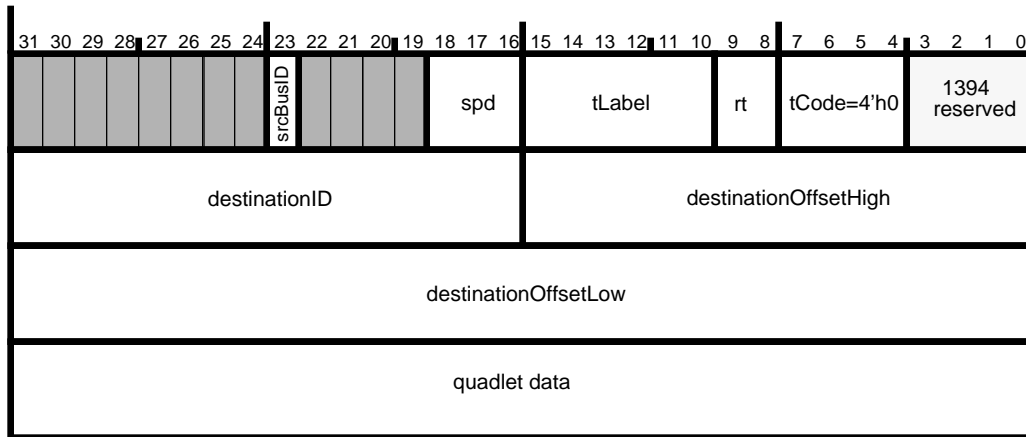 31 30 29 28 27 26 25 24 23 22 21 20 19 18 17 16 15 14 13 12 11 10 9 8 7 6 5 4 3 2 1 0
srcBusID spd tLabel rt tCode=4'h0 1394
reserved
destinationID destinationOffsetHigh
destinationOffsetLow
quadlet data